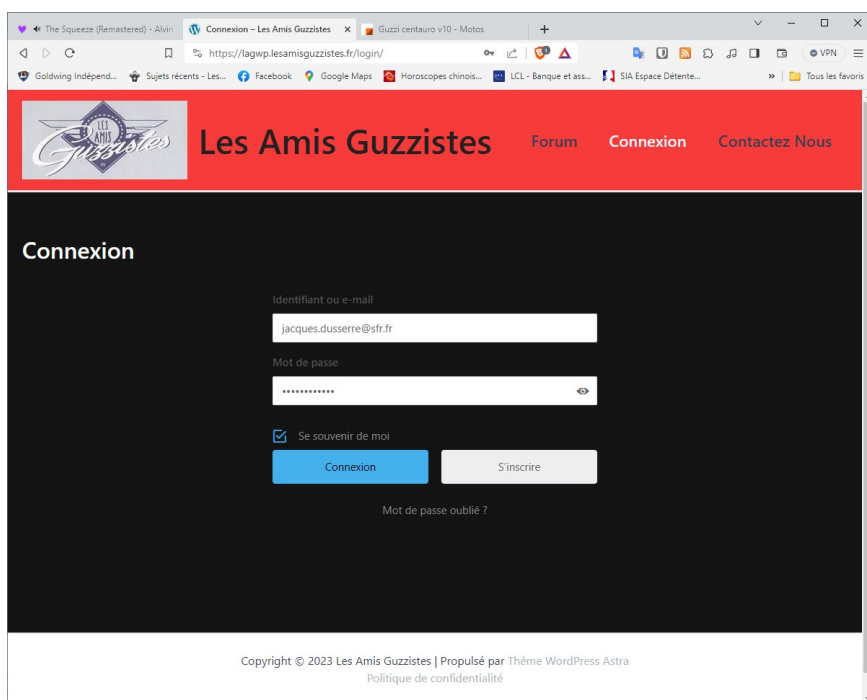 The Squeeze (Remastered) - Alvin
Connexion – Les Amis Guzzistes
Guzzi centauro v10 - Motos
https://lagwp.lesamisguzzistes.fr/login/
VPN
Goldwing Indépend...
Sujets récents - Les...
Facebook
Google Maps
Horoscopes chinois...
LCL - Banque et ass...
SIA Espace Détente...
Tous les favoris
LES
AMIS
Guzzistes
Les Amis Guzzistes
Forum
Connexion
Contactez Nous
Connexion
Identifiant ou e-mail
jacques.dusserre@sfr.fr
Mot de passe
••••••••••••
Se souvenir de moi
Connexion
S'inscrire
Mot de passe oublié ?
Copyright © 2023 Les Amis Guzzistes | Propulsé par Thème WordPress Astra
Politique de confidentialité